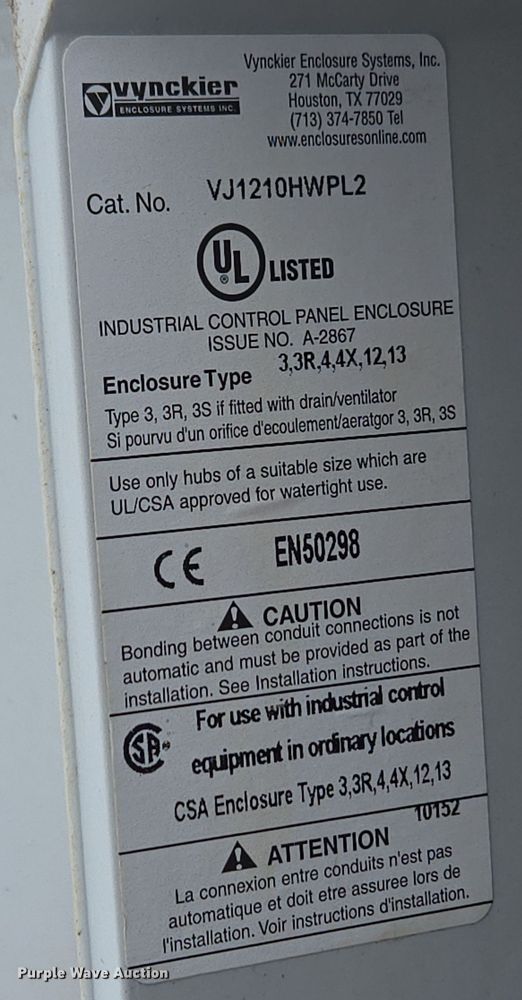 vynckier
ENCLOSURE SYSTEMS INC.
Vynckier Enclosure Systems, Inc.
271 McCarty Drive
Houston, TX 77029
(713) 374-7850 Tel
www.enclosuresonline.com
Cat. No. VJ1210HWPL2
UL LISTED
INDUSTRIAL CONTROL PANEL ENCLOSURE
ISSUE NO. A-2867
Enclosure Type 3,3R,4,4X,12,13
Type 3, 3R, 3S if fitted with drain/ventilator
Si pourvu d'un orifice d'ecoulement/aeratgor 3, 3R, 3S
Use only hubs of a suitable size which are
UL/CSA approved for watertight use.
CE EN50298
CAUTION
Bonding between conduit connections is not
automatic and must be provided as part of the
installation. See Installation instructions.
SA For use with industrial control
equipment in ordinary locations
CSA Enclosure Type 3,3R,4,4X,12,13
10152
ATTENTION
La connexion entre conduits n'est pas
automatique et doit etre assuree lors de
l'installation. Voir instructions d'installation.
Purple Wave Auction